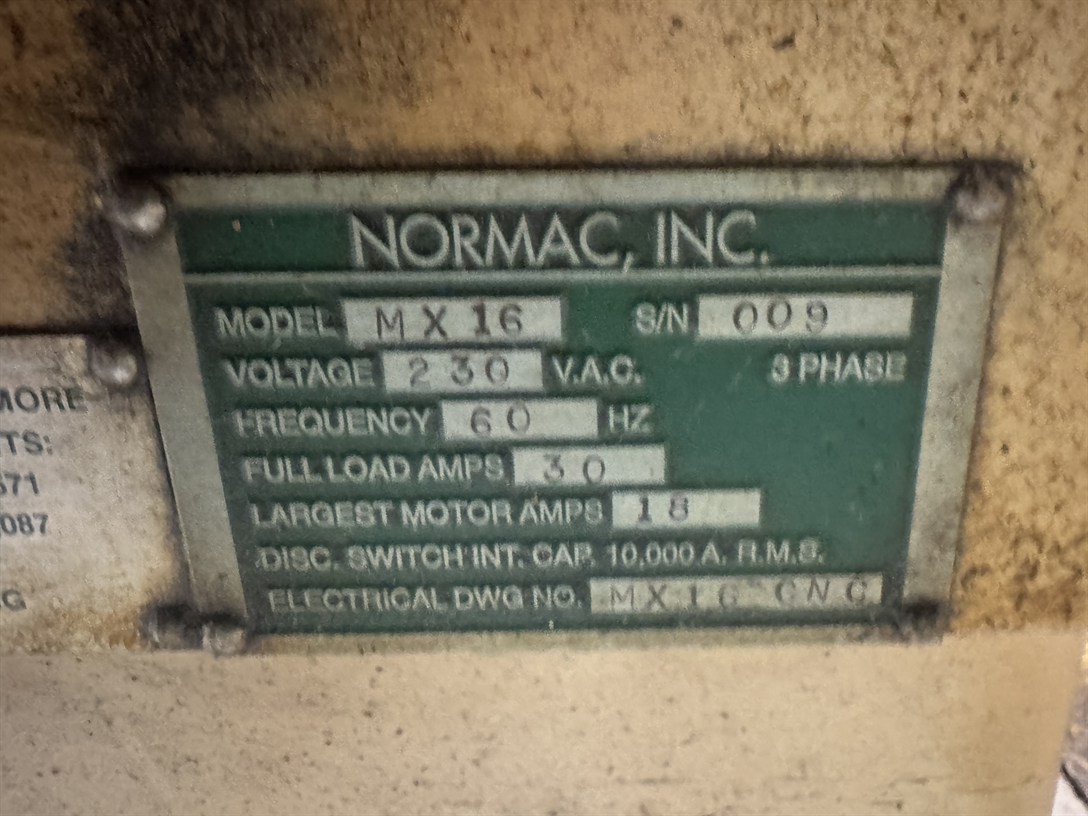 NORMAC, INC.
MODEL MX16 S/N 009
VOLTAGE 230 V.A.C. 3 PHASE
FREQUENCY 60 HZ
FULL LOAD AMPS 30
LARGEST MOTOR AMPS 18
DISC. SWITCH INT. CAP. 10,000 A. R.M.S.
ELECTRICAL DWG NO. MX16 CNC
MORE
TS:
671
087
G